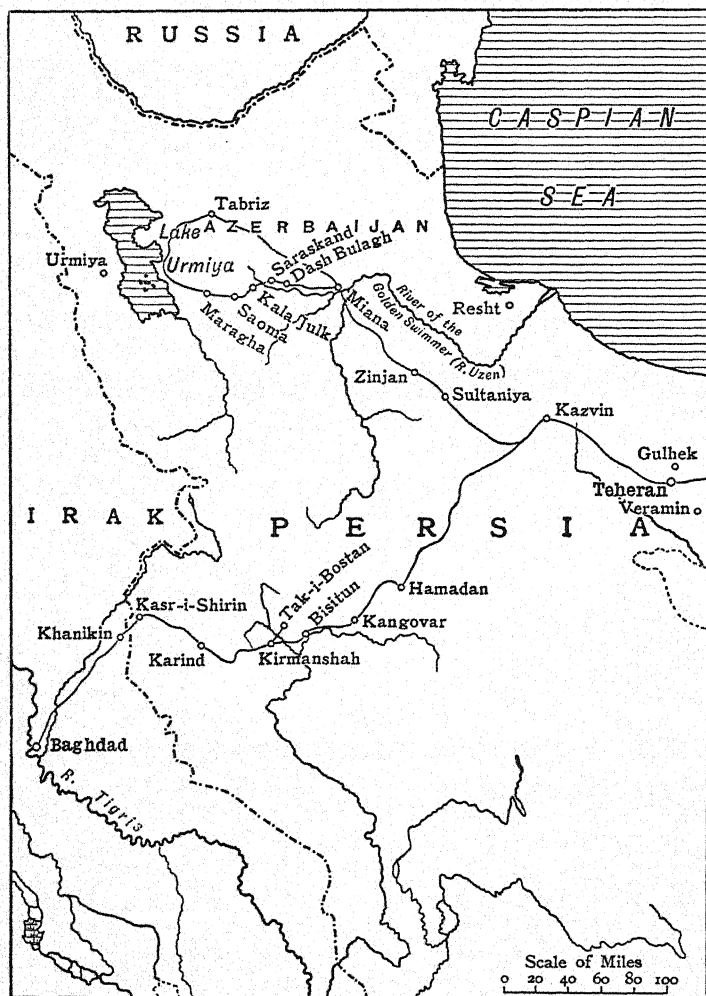 RUSSIA
CASPIAN
SEA
Tabriz
AZERBAIJAN
Lake
Urmiya
Urmiya
Saraskand
Dash Bulagh
Kala Julk
Saoma
Maragha
Miana
River of the
Golden Swimmer (R. Uzen)
Resht
Zinjan
Sultaniya
Kazvin
Gulhek
Teheran
Veramin
IRAK
PERSIA
Tak-i-Bostan
Bisitun
Hamadan
Kasr-i-Shirin
Kangovar
Khanikin
Karind
Kirmanshah
Baghdad
R. Tigris
Scale of Miles
0 20 40 60 80 100